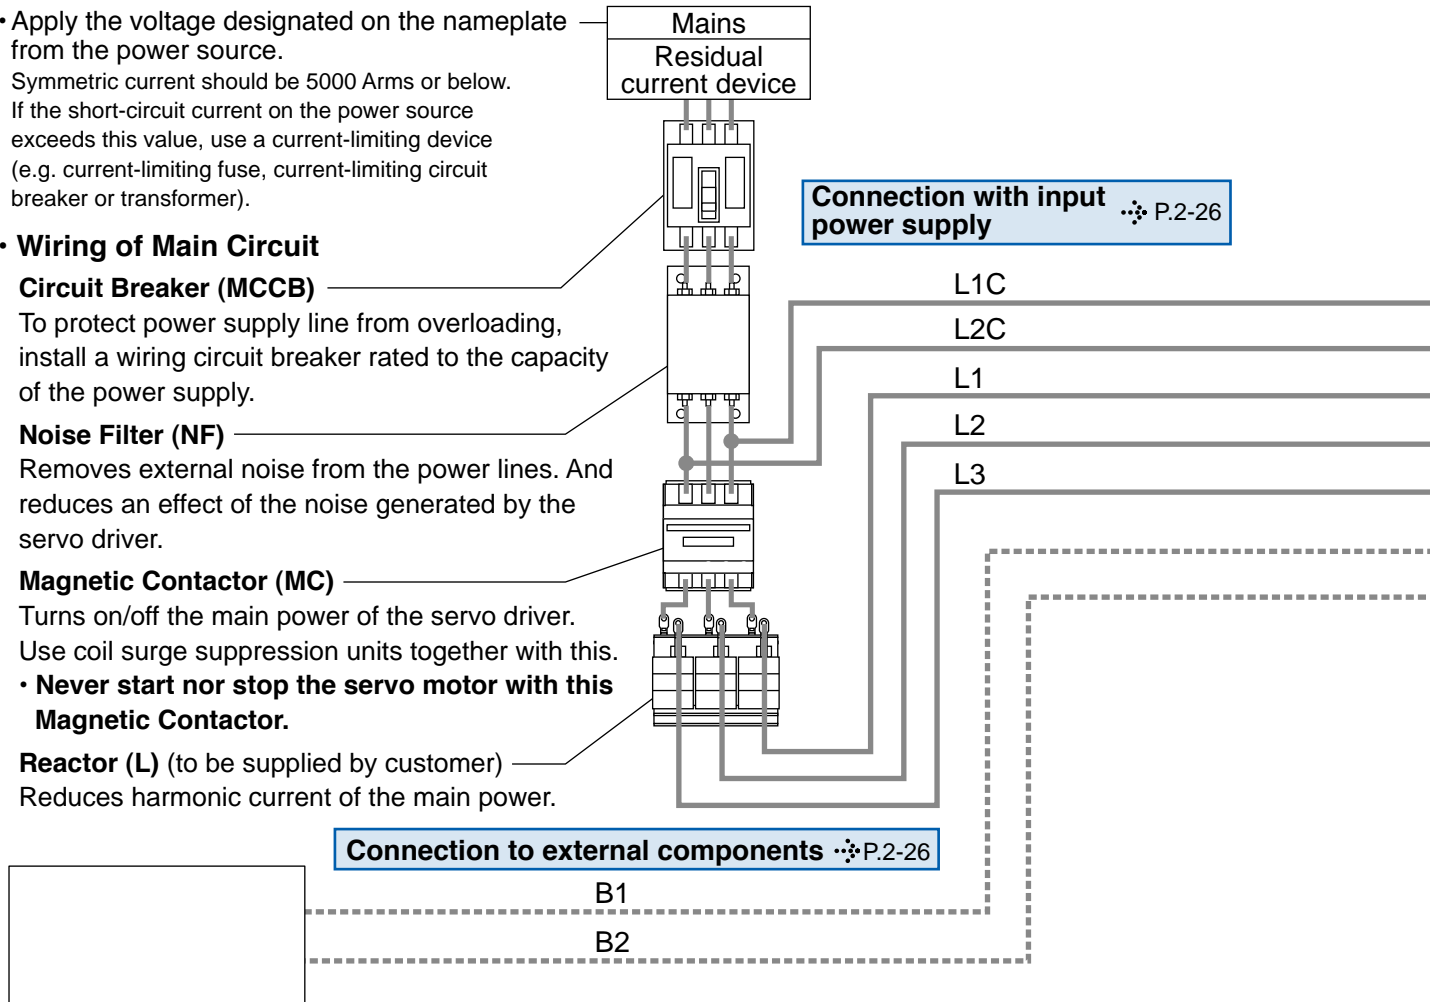 ・Apply the voltage designated on the nameplate
from the power source.
Symmetric current should be 5000 Arms or below.
If the short-circuit current on the power source
exceeds this value, use a current-limiting device
(e.g. current-limiting fuse, current-limiting circuit
breaker or transformer).
・Wiring of Main Circuit
Circuit Breaker (MCCB)
To protect power supply line from overloading,
install a wiring circuit breaker rated to the capacity
of the power supply.
Noise Filter (NF)
Removes external noise from the power lines. And
reduces an effect of the noise generated by the
servo driver.
Magnetic Contactor (MC)
Turns on/off the main power of the servo driver.
Use coil surge suppression units together with this.
・Never start nor stop the servo motor with this
Magnetic Contactor.
Reactor (L) (to be supplied by customer)
Reduces harmonic current of the main power.
Mains
Residual
current device
Connection with input
power supply P.2-26
L1C
L2C
L1
L2
L3
Connection to external components P.2-26
B1
B2